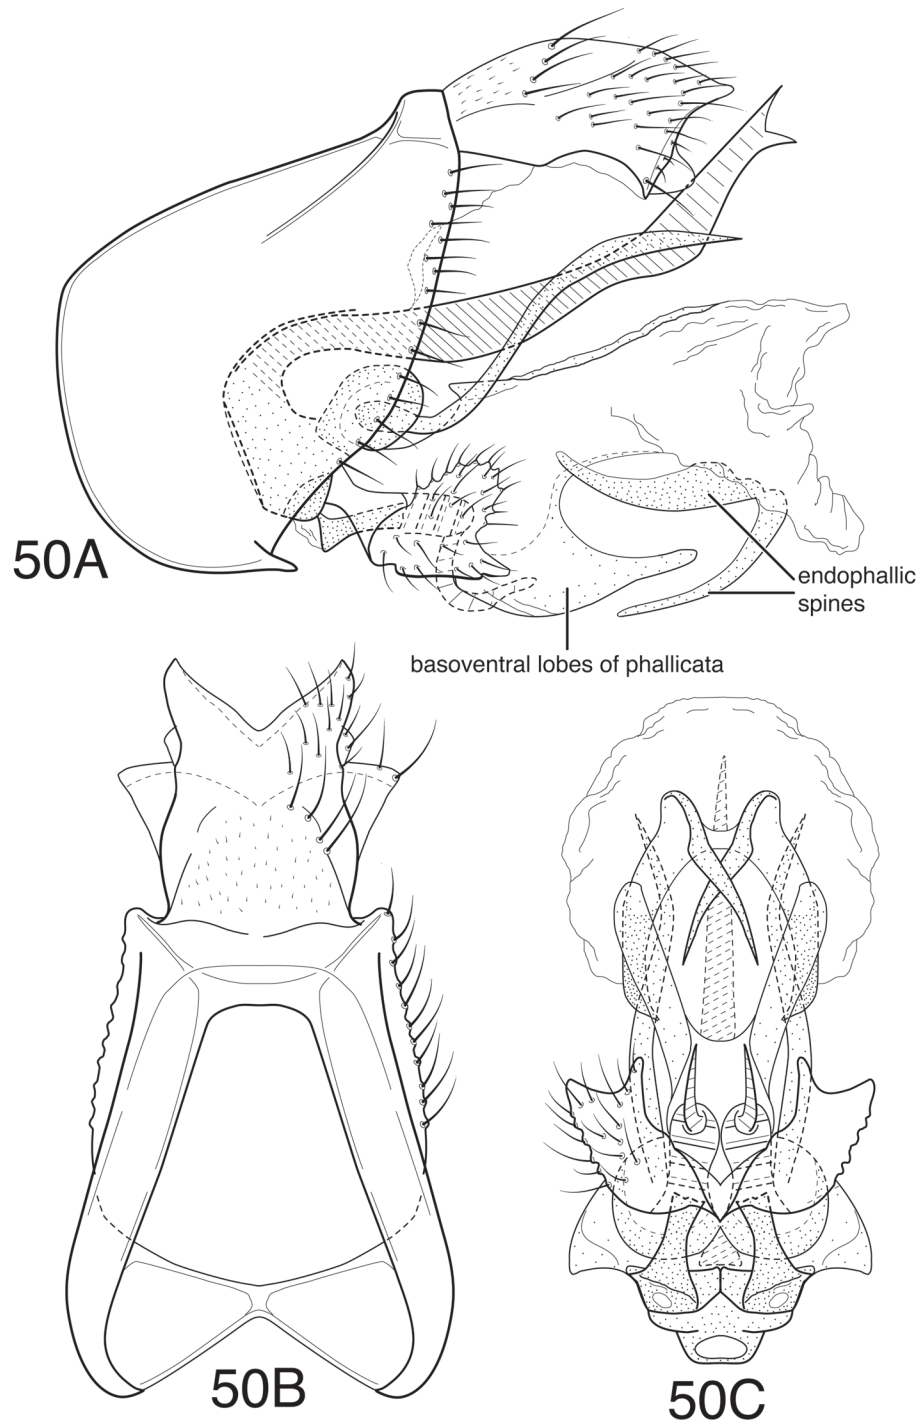 50A
endophallic
spines
basoventral lobes of phallicata
50B
50C